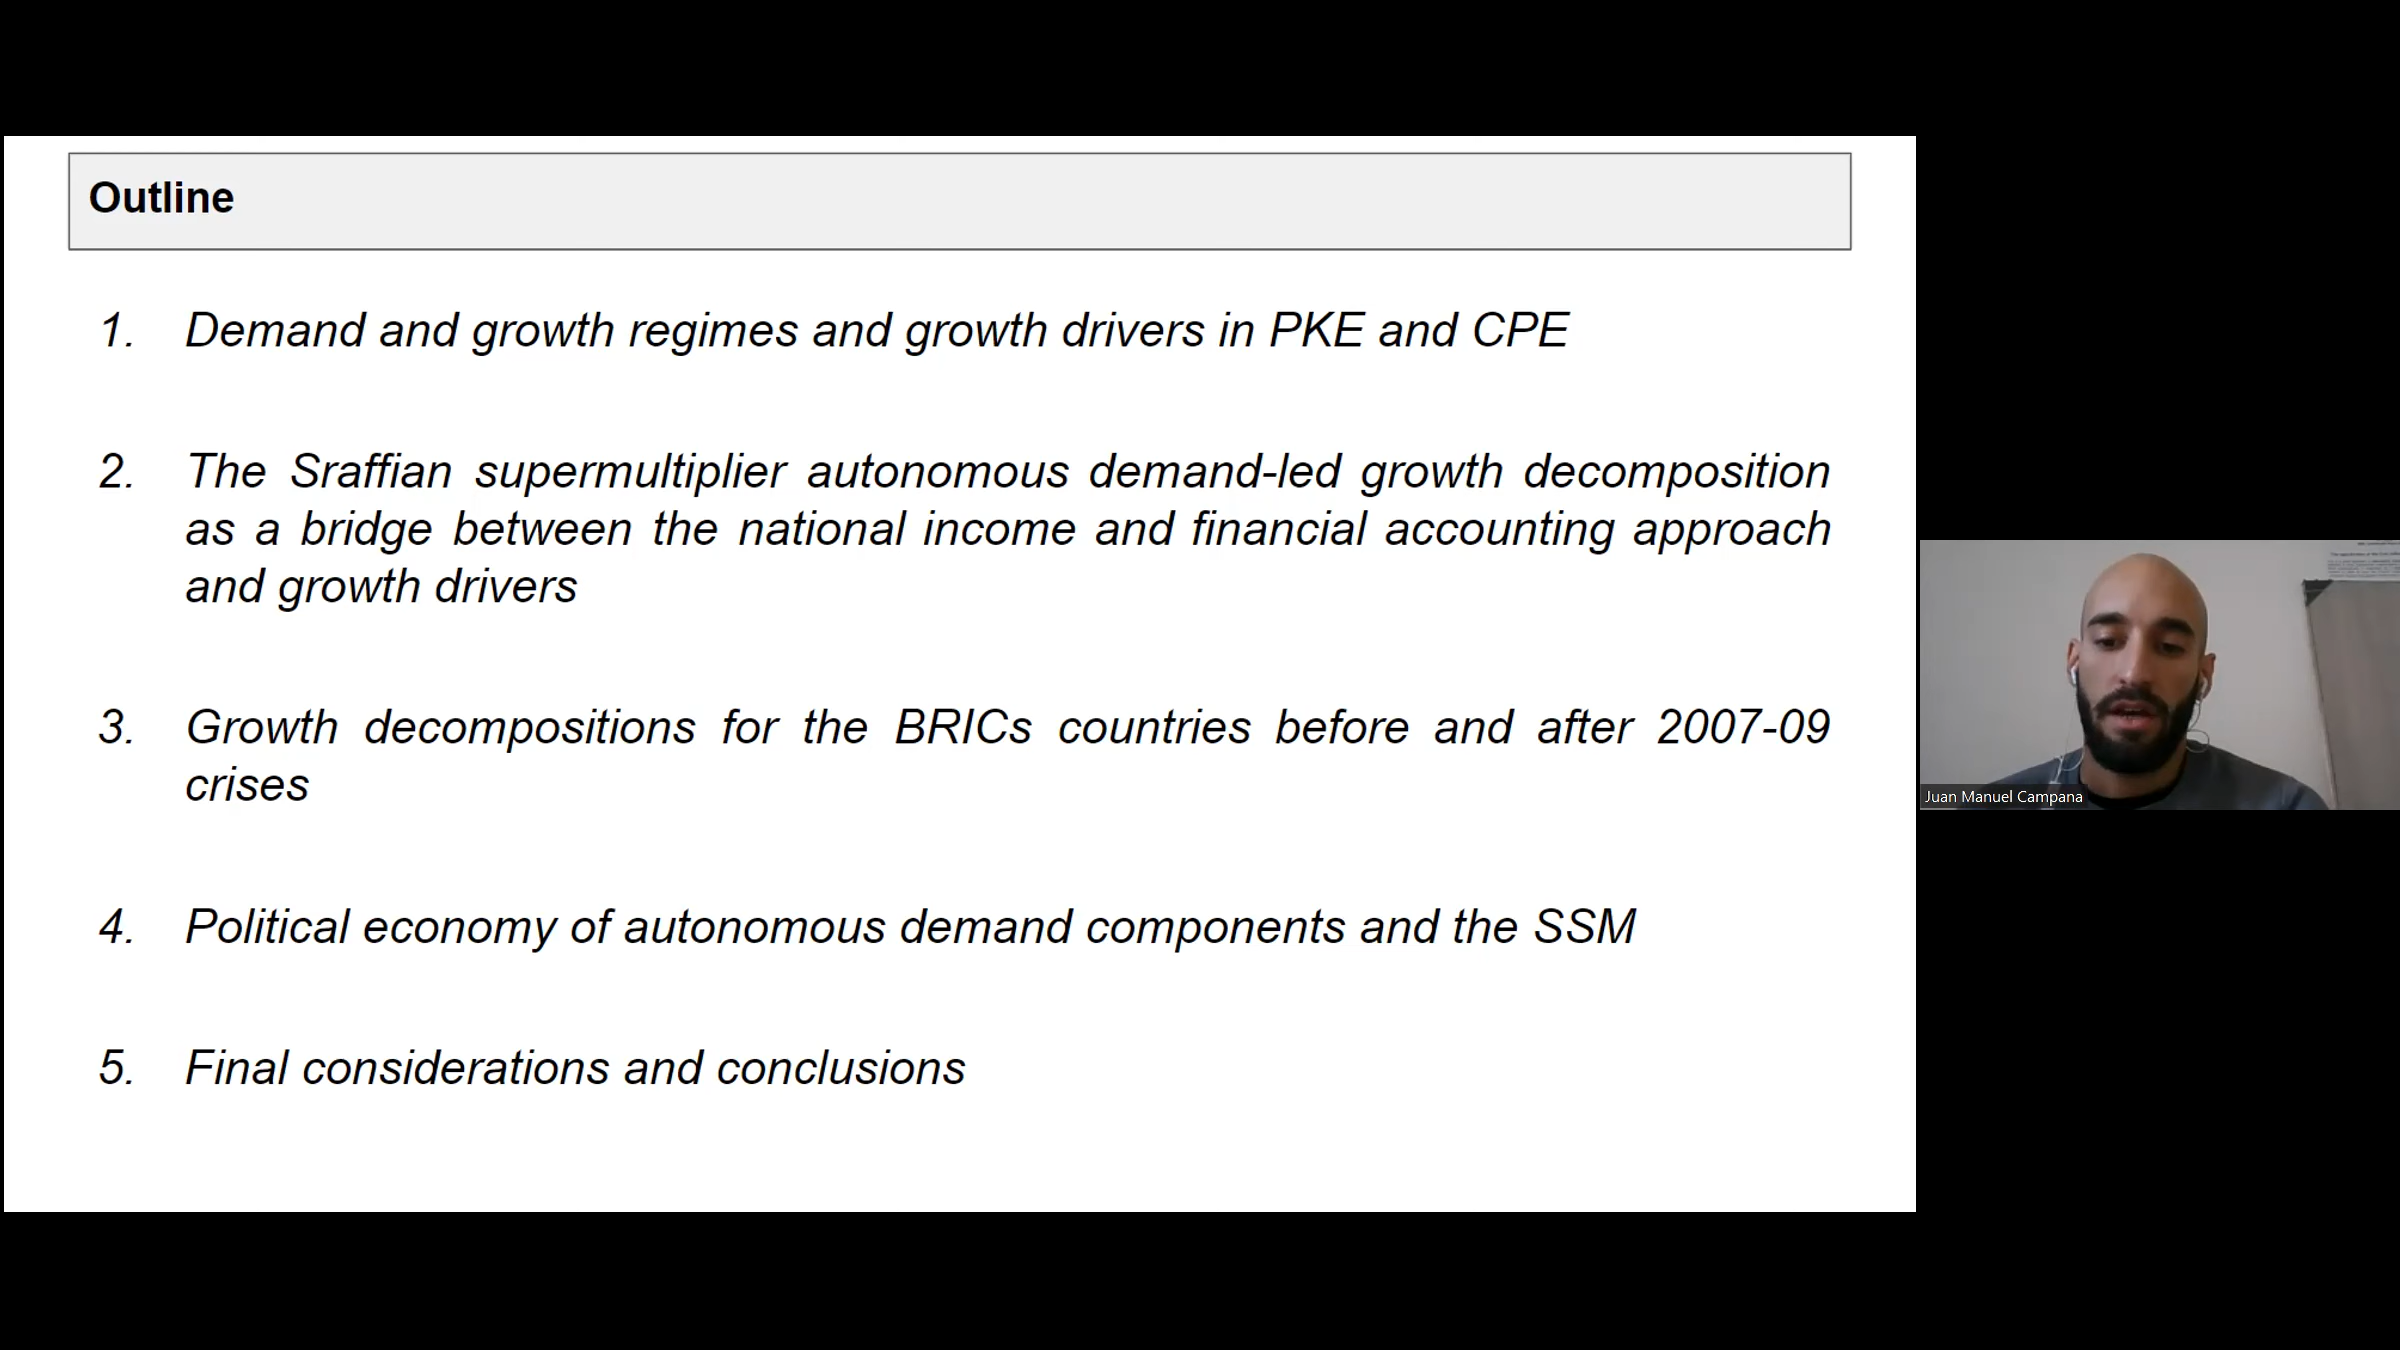 Outline
1. Demand and growth regimes and growth drivers in PKE and CPE
2. The Sraffian supermultiplier autonomous demand-led growth decomposition
as a bridge between the national income and financial accounting approach
and growth drivers
3. Growth decompositions for the BRICs countries before and after 2007-09
crises
4. Political economy of autonomous demand components and the SSM
5. Final considerations and conclusions
Juan Manuel Campana